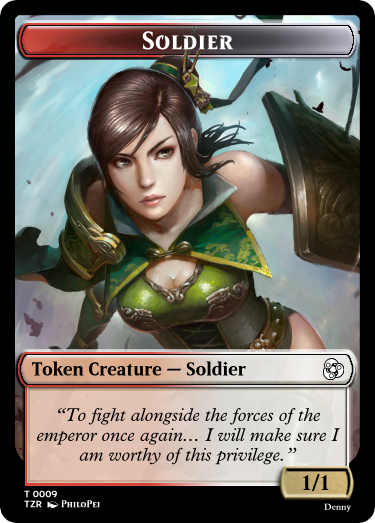 SOLDIER
Token Creature — Soldier
“To fight alongside the forces of the
emperor once again… I will make sure I
am worthy of this privilege.”
1/1
T 0009
TZR PHILOPEI
Denny